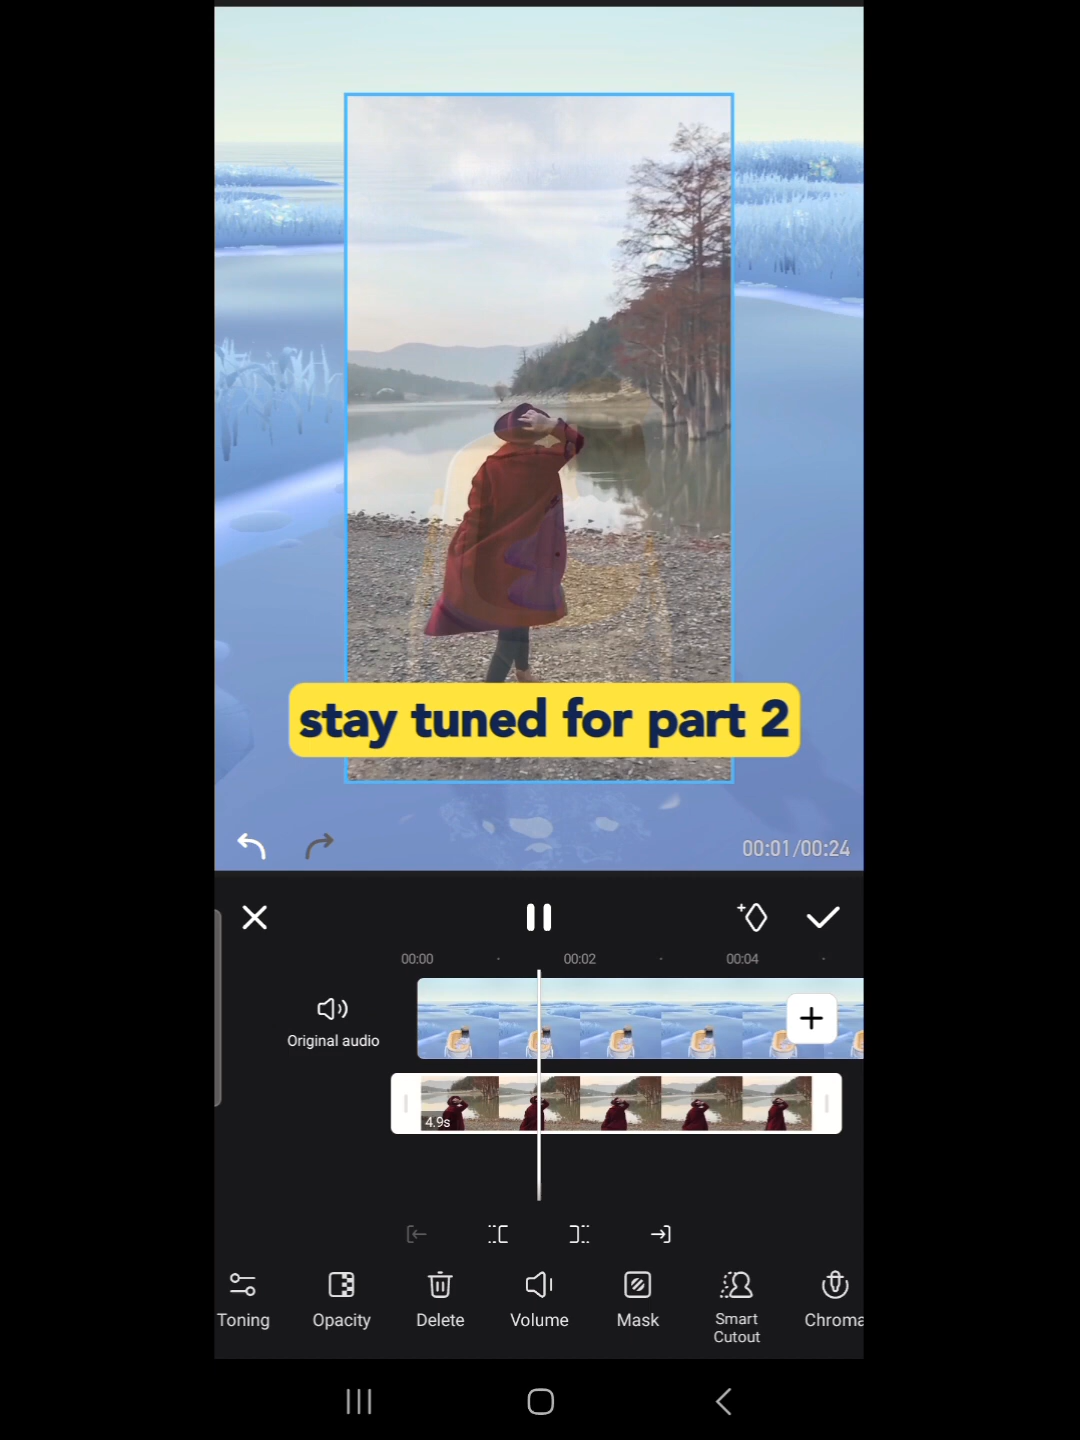 stay tuned for part 2
00:01/00:24
00:00
00:02
00:04
Original audio
4.9s
Toning
Opacity
Delete
Volume
Mask
Smart
Cutout
Chroma